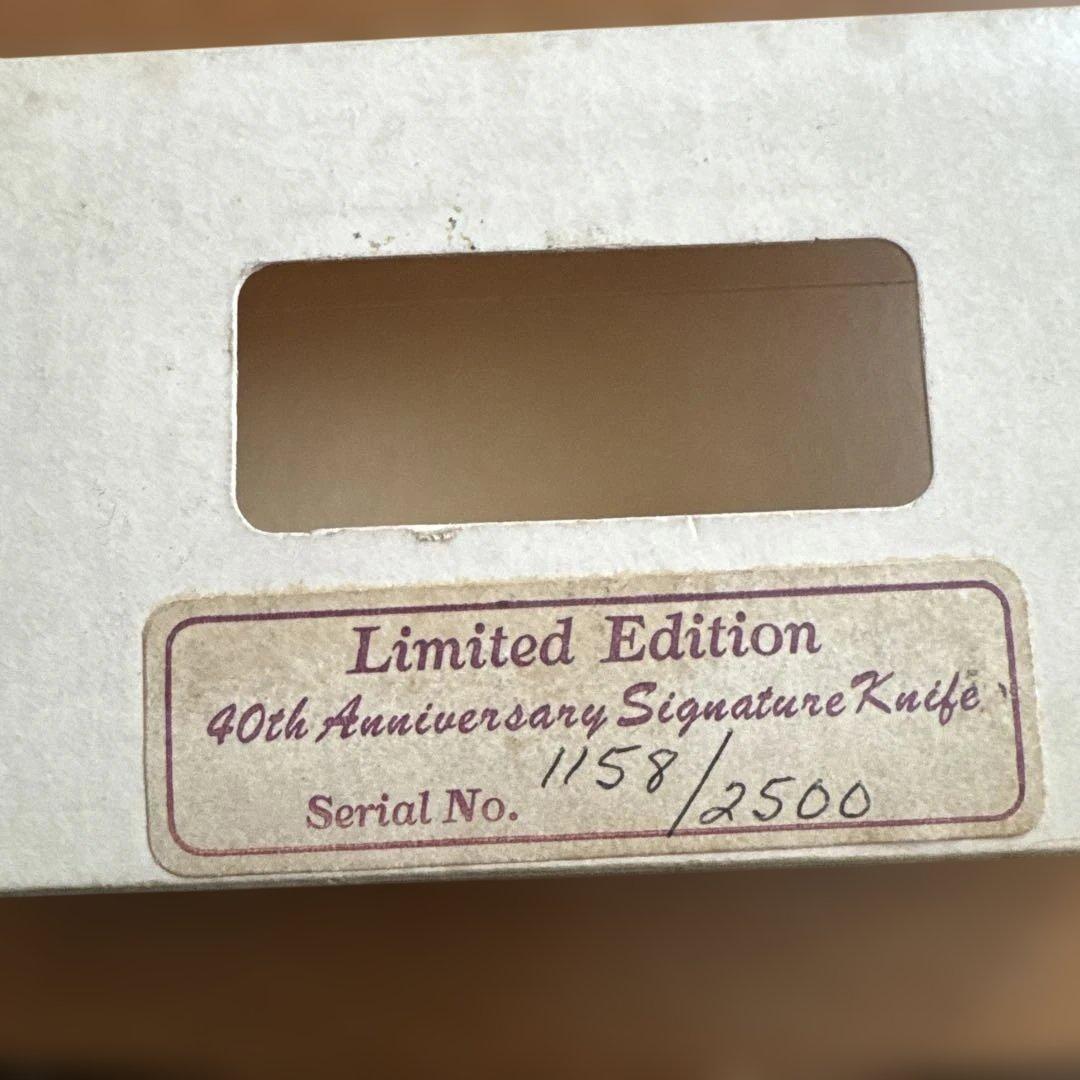 Limited Edition
40th Anniversary Signature Knife
Serial No. 1158/2500